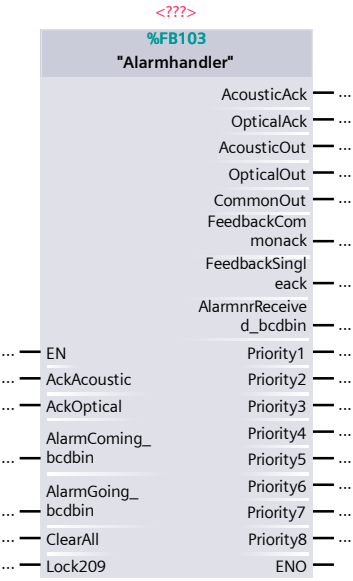 <???>
%FB103
"Alarmhandler"
AcousticAck ...
OpticalAck ...
AcousticOut ...
OpticalOut ...
CommonOut ...
FeedbackCom
monack ...
FeedbackSingl
eack ...
AlarmnrReceive
d_bcdbin ...
... EN Priority1 ...
... AckAcoustic Priority2 ...
... AckOptical Priority3 ...
AlarmComing_ Priority4 ...
... bcdbin Priority5 ...
AlarmGoing_ Priority6 ...
... bcdbin Priority7 ...
... ClearAll Priority8 ...
... Lock209 ENO